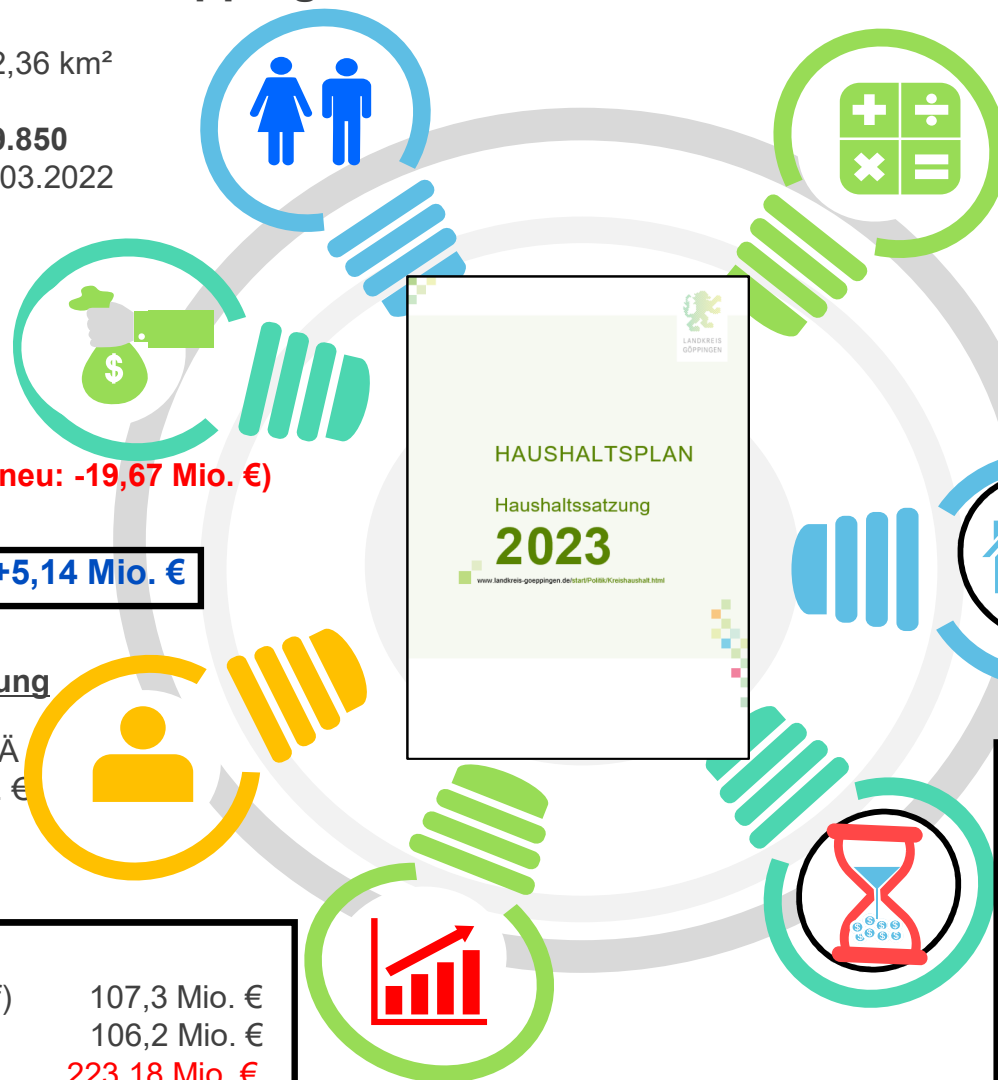 2,36 km²
9.850
03.2022
neu: -19,67 Mio. €)
+5,14 Mio. €
ung
Ä
€
LANDKREIS
GÖPPINGEN
HAUSHALTSPLAN
Haushaltssatzung
2023
www.landkreis-goeppingen.de/start/Politik/Kreishaushalt.html
$
107,3 Mio. €
106,2 Mio. €
223,18 Mio. €